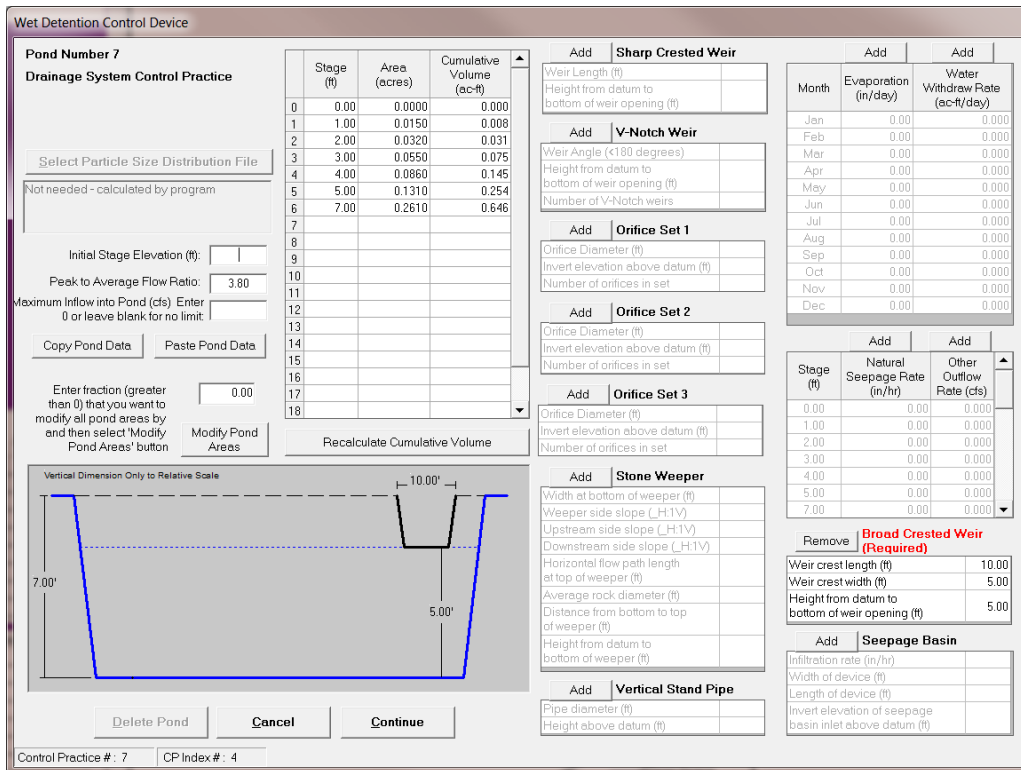 Wet Detention Control Device
Pond Number 7
Drainage System Control Practice
Select Particle Size Distribution File
Not needed - calculated by program
Initial Stage Elevation (ft):
Peak to Average Flow Ratio: 3.80
Maximum Inflow into Pond (cfs) Enter
0 or leave blank for no limit:
Copy Pond Data Paste Pond Data
Enter fraction (greater
than 0) that you want to
modify all pond areas by
and then select 'Modify
Pond Areas' button
0.00
Modify Pond
Areas
Stage
(ft)
Area
(acres)
Cumulative
Volume
(ac-ft)
0 0.00 0.0000 0.000
1 1.00 0.0150 0.008
2 2.00 0.0320 0.031
3 3.00 0.0550 0.075
4 4.00 0.0860 0.145
5 5.00 0.1310 0.254
6 7.00 0.2610 0.646
7
8
9
10
11
12
13
14
15
16
17
18
Recalculate Cumulative Volume
Vertical Dimension Only to Relative Scale
10.00'
7.00'
5.00'
Delete Pond Cancel Continue
Control Practice # : 7 CP Index # : 4
Add Sharp Crested Weir
Weir Length (ft)
Height from datum to
bottom of weir opening (ft)
Add V-Notch Weir
Weir Angle (<180 degrees)
Height from datum to
bottom of weir opening (ft)
Number of V-Notch weirs
Add Orifice Set 1
Orifice Diameter (ft)
Invert elevation above datum (ft)
Number of orifices in set
Add Orifice Set 2
Orifice Diameter (ft)
Invert elevation above datum (ft)
Number of orifices in set
Add Orifice Set 3
Orifice Diameter (ft)
Invert elevation above datum (ft)
Number of orifices in set
Add Stone Weeper
Width at bottom of weeper (ft)
Weeper side slope (_H:1V)
Upstream side slope (_H:1V)
Downstream side slope (_H:1V)
Horizontal flow path length
at top of weeper (ft)
Average rock diameter (ft)
Distance from bottom to top
of weeper (ft)
Height from datum to
bottom of weeper (ft)
Add Vertical Stand Pipe
Pipe diameter (ft)
Height above datum (ft)
Add Add
Month
Evaporation
(in/day)
Water
Withdraw Rate
(ac-ft/day)
Jan 0.00 0.000
Feb 0.00 0.000
Mar 0.00 0.000
Apr 0.00 0.000
May 0.00 0.000
Jun 0.00 0.000
Jul 0.00 0.000
Aug 0.00 0.000
Sep 0.00 0.000
Oct 0.00 0.000
Nov 0.00 0.000
Dec 0.00 0.000
Add Add
Stage
(ft)
Natural
Seepage Rate
(in/hr)
Other
Outflow
Rate (cfs)
0.00 0.00 0.000
1.00 0.00 0.000
2.00 0.00 0.000
3.00 0.00 0.000
4.00 0.00 0.000
5.00 0.00 0.000
7.00 0.00 0.000
Remove Broad Crested Weir
(Required)
Weir crest length (ft) 10.00
Weir crest width (ft) 5.00
Height from datum to
bottom of weir opening (ft) 5.00
Add Seepage Basin
Infiltration rate (in/hr)
Width of device (ft)
Length of device (ft)
Invert elevation of seepage
basin inlet above datum (ft)